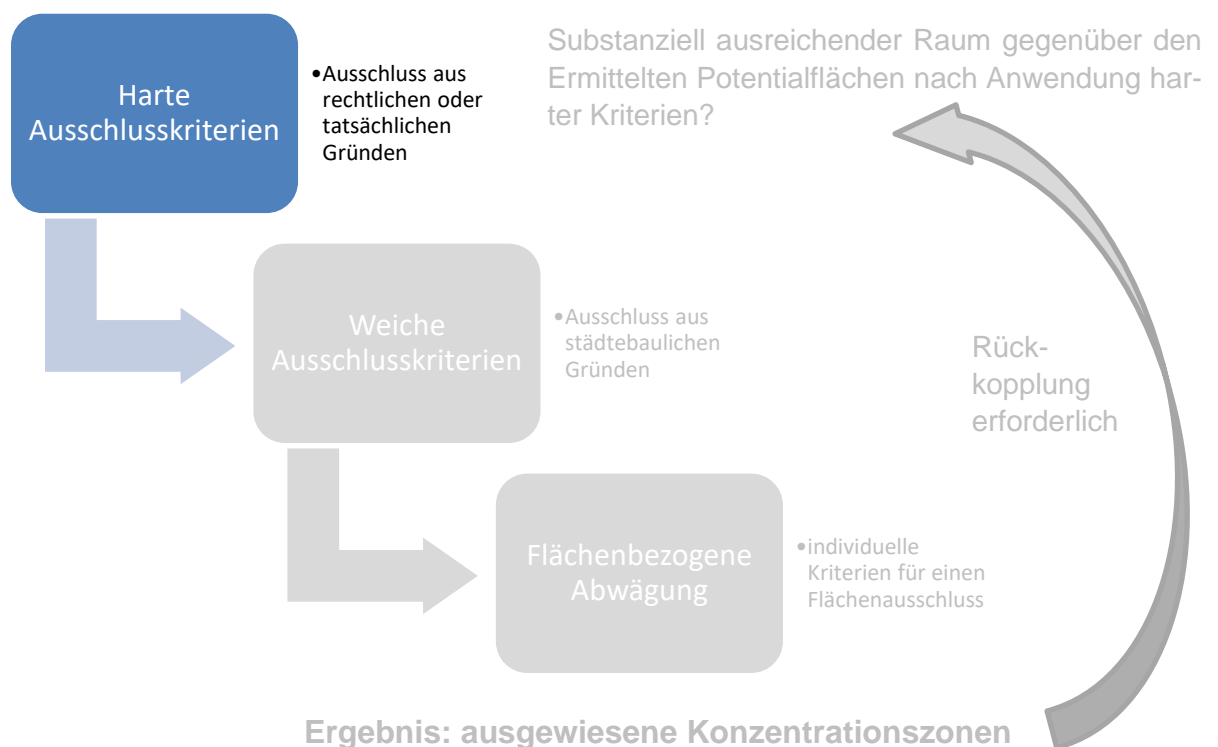 Harte
Ausschlusskriterien
•Ausschluss aus
rechtlichen oder
tatsächlichen
Gründen
Substanziell ausreichender Raum gegenüber den
Ermittelten Potentialflächen nach Anwendung har-
ter Kriterien?
Weiche
Ausschlusskriterien
•Ausschluss aus
städtebaulichen
Gründen
Rück-
kopplung
erforderlich
Flächenbezogene
Abwägung
•individuelle
Kriterien für einen
Flächenausschluss
Ergebnis: ausgewiesene Konzentrationszonen